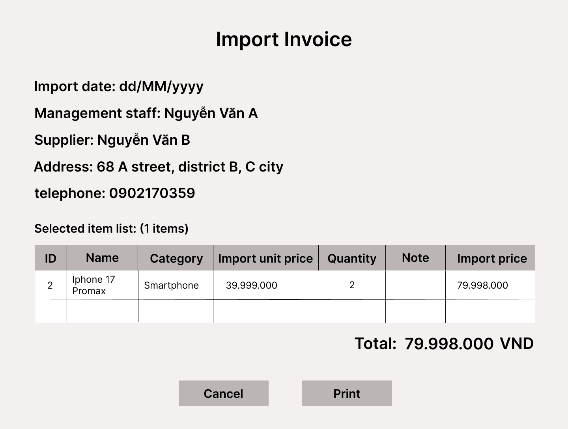 Import Invoice
Import date: dd/MM/yyyy
Management staff: Nguyễn Văn A
Supplier: Nguyễn Văn B
Address: 68 A street, district B, C city
telephone: 0902170359
Selected item list: (1 items)
ID Name Category Import unit price Quantity Note Import price
2 Iphone 17 Promax Smartphone 39.999.000 2 79.998.000
Total: 79.998.000 VND
Cancel Print